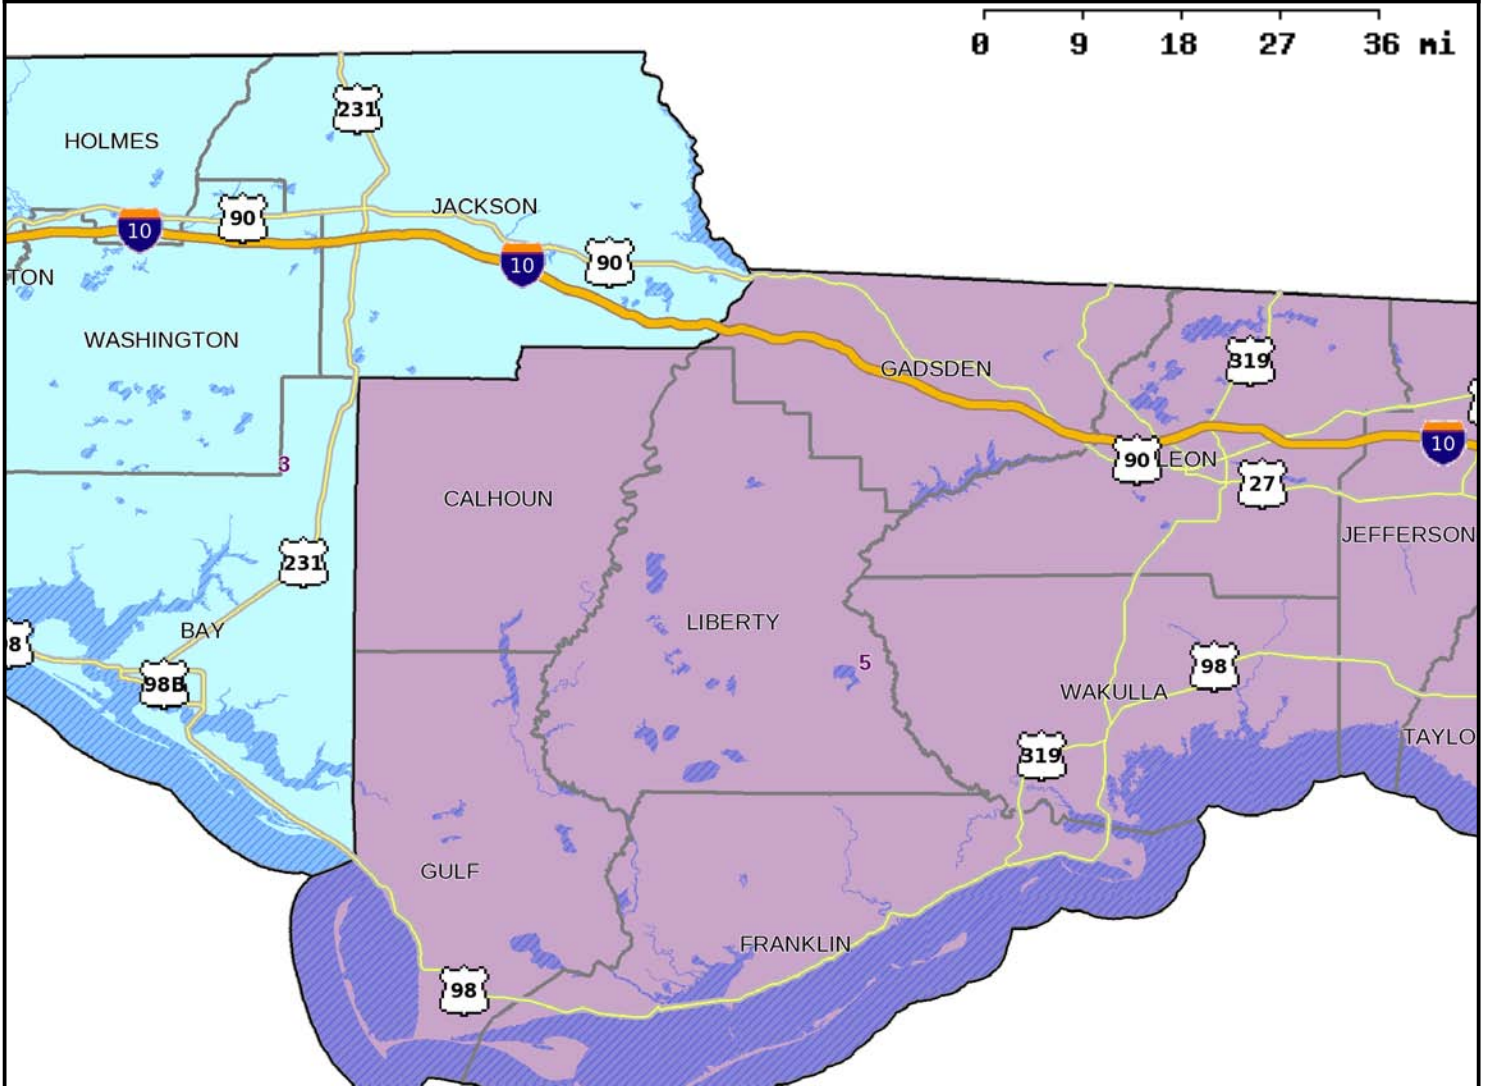 0 9 18 27 36 mi
231
HOLMES
JACKSON
90
10
90
10
TON
WASHINGTON
319
GADSDEN
10
3
90
LEON
27
CALHOUN
JEFFERSON
231
LIBERTY
BAY
8
98
5
98B
WAKULLA
319
TAYLO
GULF
FRANKLIN
98